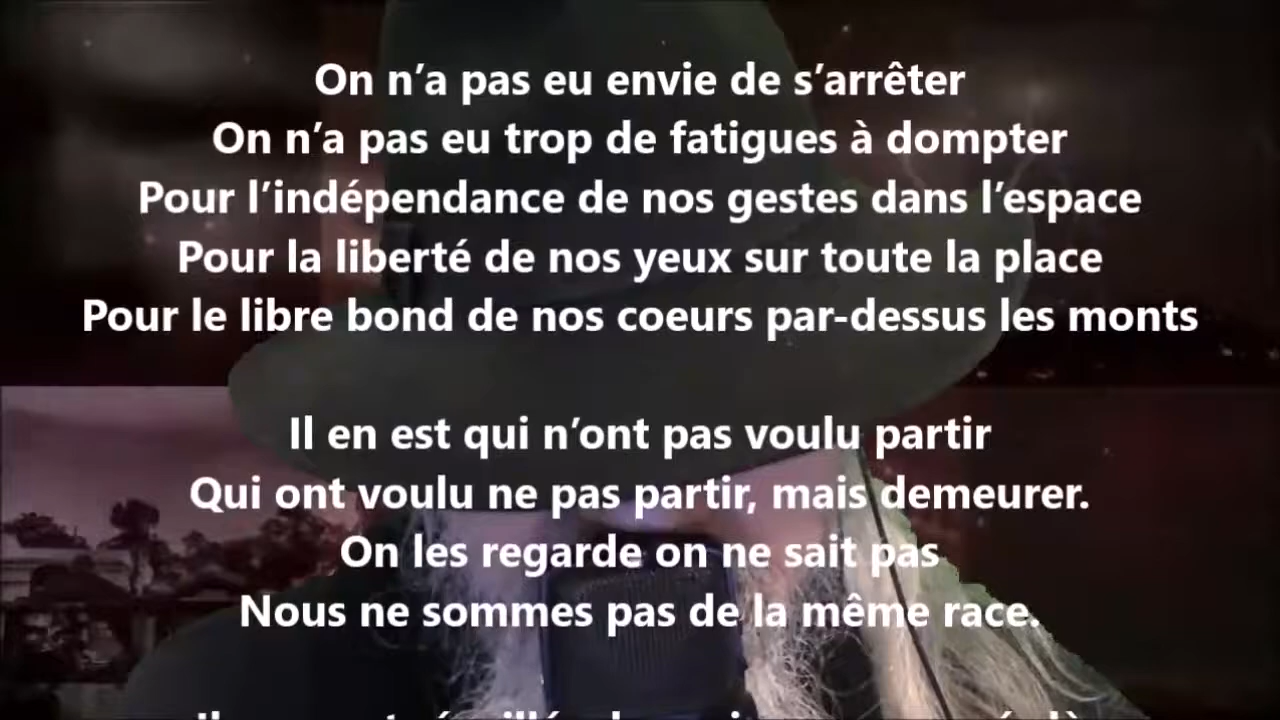 On n’a pas eu envie de s’arrêter
On n’a pas eu trop de fatigues à dompter
Pour l’indépendance de nos gestes dans l’espace
Pour la liberté de nos yeux sur toute la place
Pour le libre bond de nos coeurs par-dessus les monts
Il en est qui n’ont pas voulu partir
Qui ont voulu ne pas partir, mais demeurer.
On les regarde on ne sait pas
Nous ne sommes pas de la même race.